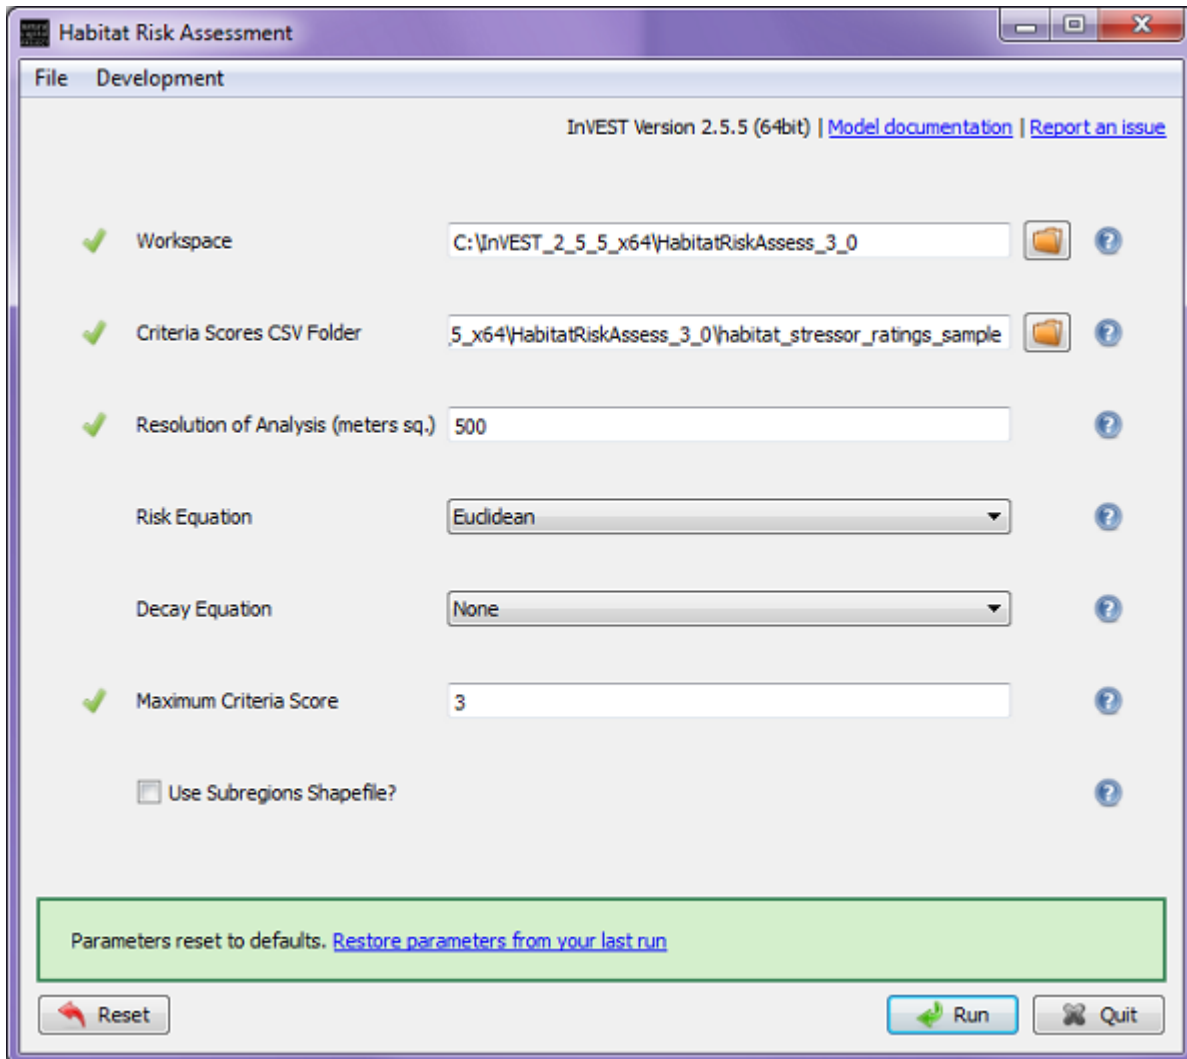 Habitat Risk Assessment
File Development
InVEST Version 2.5.5 (64bit) | Model documentation | Report an issue
Workspace C:\InVEST_2_5_5_x64\HabitatRiskAssess_3_0
Criteria Scores CSV Folder 5_x64\HabitatRiskAssess_3_0\habitat_stressor_ratings_sample
Resolution of Analysis (meters sq.) 500
Risk Equation Euclidean
Decay Equation None
Maximum Criteria Score 3
Use Subregions Shapefile?
Parameters reset to defaults. Restore parameters from your last run
Reset Run Quit